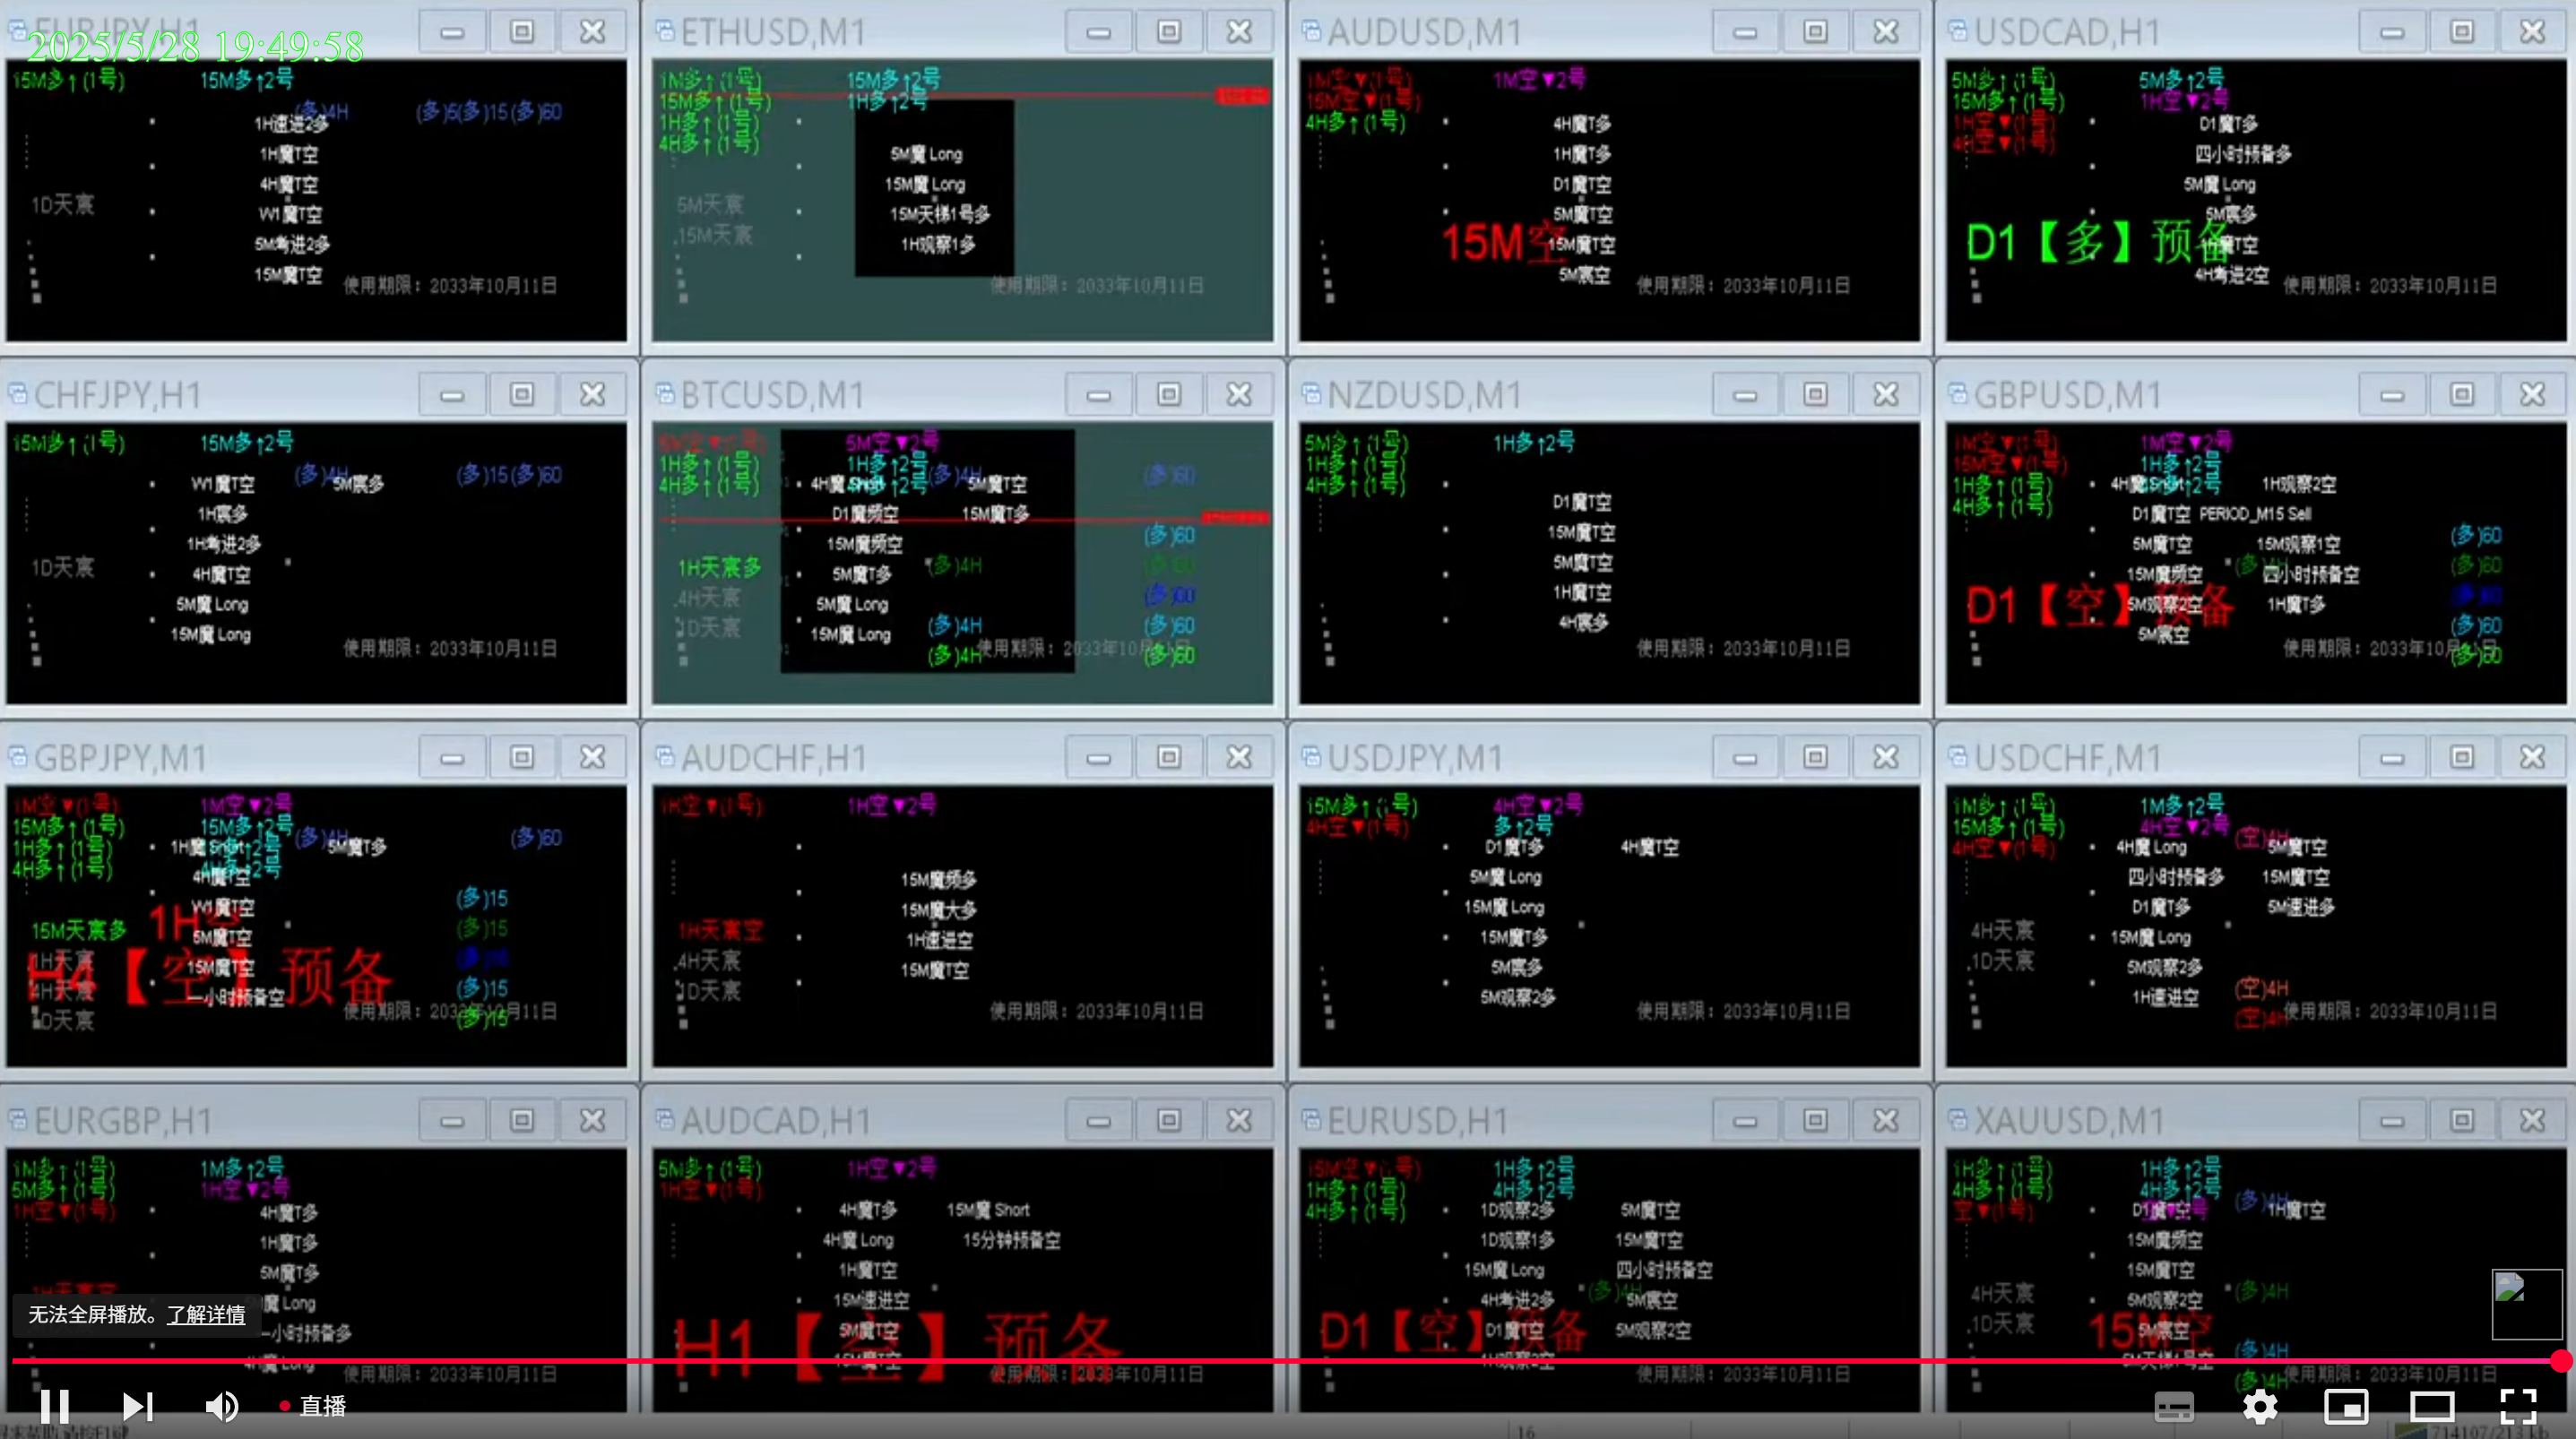 EURJPY,H1
2025/5/28 19:49:58
15M多↑(1号) 15M多↑2号
(多)4H (多)5(多)15(多)60
1H速进2多
1H魔T空
4H魔T空
1D天宸
W1魔T空
5M考进2多
15M魔T空
使用期限：2033年10月11日
ETHUSD,M1
1M多↑(1号) 15M多↑2号
15M多↑(1号) 1H多↑2号
1H多↑(1号)
4H多↑(1号)
5M魔 Long
15M魔 Long
5M天宸
15M天梯1号多
15M天宸
1H观察1多
使用期限：2033年10月11日
AUDUSD,M1
1M空▼(1号) 1M空▼2号
15M空▼(1号)
4H多↑(1号)
4H魔T多
1H魔T多
D1魔T空
5M魔T空
15M空
15M魔T空
5M宸空
使用期限：2033年10月11日
USDCAD,H1
5M多↑(1号) 5M多↑2号
15M多↑(1号) 1H空▼2号
1H空▼(1号)
4H空▼(1号)
D1魔T多
四小时预备多
5M魔 Long
5M宸多
D1【多】预备
魔T空
4H考进2空
使用期限：2033年10月11日
CHFJPY,H1
15M多↑(1号) 15M多↑2号
(多)4H (多)15(多)60
W1魔T空 5M宸多
1H宸多
1H考进2多
1D天宸
4H魔T空
5M魔 Long
15M魔 Long
使用期限：2033年10月11日
BTCUSD,M1
5M空▼2号
1H多↑(1号) 1H多↑2号
4H多↑(1号) 4H多↑2号
(多)4H (多)60
4H魔 Short 5M魔T空
D1魔频空 15M魔T多
(多)60
15M魔频空
1H天宸多 5M魔T多 (多)4H (多)60
4H天宸 5M魔 Long (多)60
1D天宸 15M魔 Long (多)4H (多)60
(多)4H (多)60
使用期限：2033年10月11日
NZDUSD,M1
5M多↑(1号) 1H多↑2号
1H多↑(1号)
4H多↑(1号)
D1魔T空
15M魔T空
5M魔T空
1H魔T空
4H宸多
使用期限：2033年10月11日
GBPUSD,M1
1M空▼(1号) 1M空▼2号
15M空▼(1号) 1H多↑2号
1H多↑(1号) 4H多↑2号
4H多↑(1号)
4H魔 Short 1H观察2空
D1魔T空 PERIOD_M15 Sell
5M魔T空 15M观察1空 (多)60
15M魔频空 四小时预备空 (多)60
D1【空】预备
5M观察2空 1H魔T多 (多)60
5M宸空 (多)60
(多)60
使用期限：2033年10月11日
GBPJPY,M1
1M空▼(1号) 1M空▼2号
15M多↑(1号) 15M多↑2号
1H多↑(1号) 1H多↑2号
4H多↑(1号) 4H多↑2号
(多)4H (多)60
1H魔 Short 5M魔T多
4H魔T空
W1魔T空 (多)15
1H空
15M天宸多 5M魔T空 (多)15
1H天宸 15M魔T空
H4【空】预备
4H天宸 一小时预备空 (多)15
1D天宸 (多)15
使用期限：2033年10月11日
AUDCHF,H1
1H空▼(1号) 1H空▼2号
15M魔频多
15M魔大多
1H天宸空 1H速进空
4H天宸 15M魔T空
1D天宸
使用期限：2033年10月11日
USDJPY,M1
15M多↑(1号) 4H空▼2号
4H空▼(1号) 多↑2号
D1魔T多 4H魔T空
5M魔 Long
15M魔 Long
15M魔T多
5M宸多
5M观察2多
使用期限：2033年10月11日
USDCHF,M1
1M多↑(1号) 1M多↑2号
15M多↑(1号) 4H空▼2号
4H空▼(1号) (空)4H
4H魔 Long 5M魔T空
四小时预备多 15M魔T空
D1魔T多 5M速进多
4H天宸 15M魔 Long
1D天宸 5M观察2多
1H速进空 (空)4H
(空)4H
使用期限：2033年10月11日
EURGBP,H1
1M多↑(1号) 1M多↑2号
5M多↑(1号) 1H空▼2号
1H空▼(1号)
4H魔T多
1H魔T多
5M魔T多
魔 Long
一小时预备多
使用期限：2033年10月11日
AUDCAD,H1
5M多↑(1号) 1H空▼2号
1H空▼(1号)
4H魔T多 15M魔 Short
4H魔 Long 15分钟预备空
1H魔T空
15M速进空
5M魔T空
H1【空】预备
15M魔T空
使用期限：2033年10月11日
EURUSD,H1
15M空▼(1号) 1H多↑2号
1H多↑(1号) 4H多↑2号
4H多↑(1号)
1D观察2多 5M魔T空
1D观察1多 15M魔T空
15M魔 Long 四小时预备空
4H考进2多 (多)4H 5M宸空
D1【空】预备
D1魔T空 5M观察2空
1H观察2空
使用期限：2033年10月11日
XAUUSD,M1
1H多↑(1号) 1H多↑2号
4H多↑(1号) 4H多↑2号
空▼(1号) (多)4H
D1魔T空 1H魔T空
15M魔频空
15M魔T空
4H天宸 5M观察2空 (多)4H
1D天宸 5M宸空
15M空
(多)4H
5M天梯1号空
(多)4H
使用期限：2033年10月11日
无法全屏播放。了解详情
直播
16
714107/213 kb